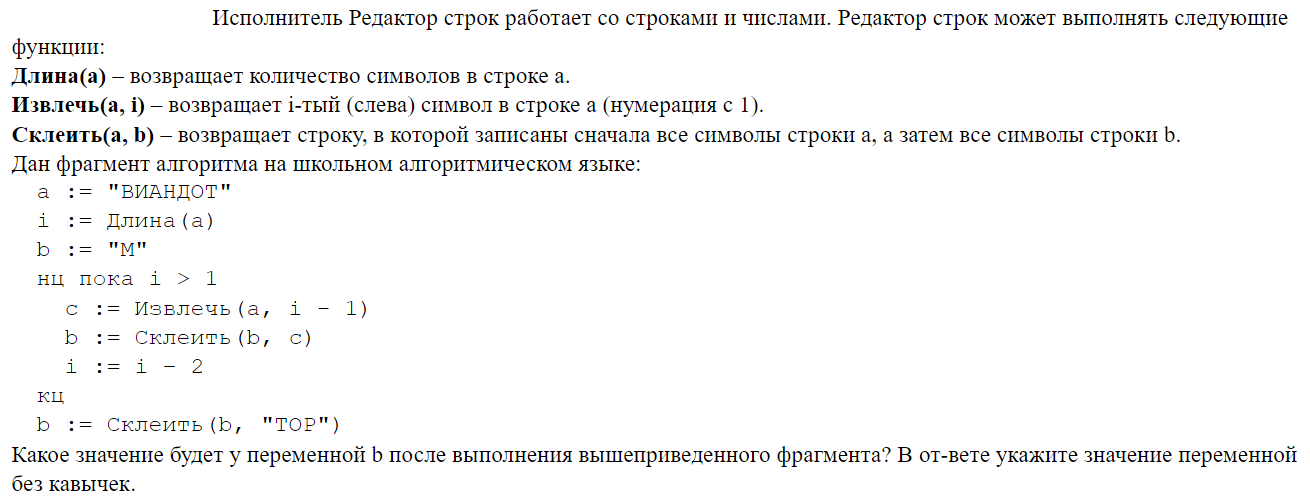 Исполнитель Редактор строк работает со строками и числами. Редактор строк может выполнять следующие
функции:
Длина(a) – возвращает количество символов в строке a.
Извлечь(a, i) – возвращает i-тый (слева) символ в строке a (нумерация с 1).
Склеить(a, b) – возвращает строку, в которой записаны сначала все символы строки a, а затем все символы строки b.
Дан фрагмент алгоритма на школьном алгоритмическом языке:
a := "ВИАНДОТ"
i := Длина(a)
b := "М"
нц пока i > 1
c := Извлечь(a, i – 1)
b := Склеить(b, c)
i := i – 2
кц
b := Склеить(b, "ТОР")
Какое значение будет у переменной b после выполнения вышеприведенного фрагмента? В от-вете укажите значение переменной
без кавычек.